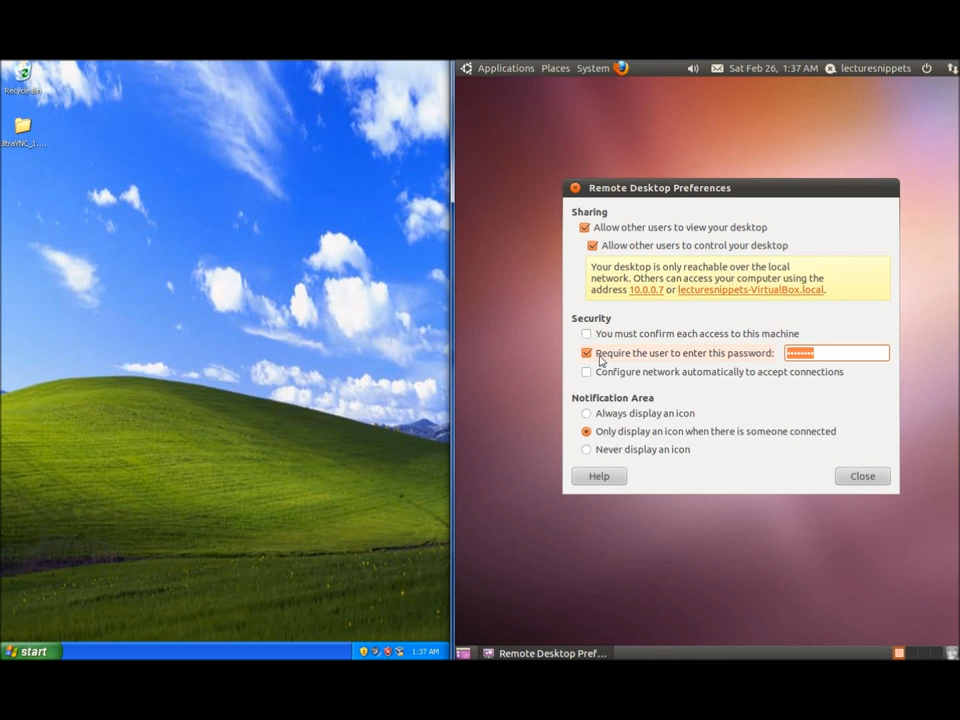 Recycle Bin
UltraVNC_1....
start
1:37 AM
Applications Places System
Sat Feb 26, 1:37 AM
lecturesnippets
Remote Desktop Preferences
Sharing
Allow other users to view your desktop
Allow other users to control your desktop
Your desktop is only reachable over the local
network. Others can access your computer using the
address 10.0.0.7 or lecturesnippets-VirtualBox.local.
Security
You must confirm each access to this machine
Require the user to enter this password:
••••••••
Configure network automatically to accept connections
Notification Area
Always display an icon
Only display an icon when there is someone connected
Never display an icon
Help
Close
Remote Desktop Pref...